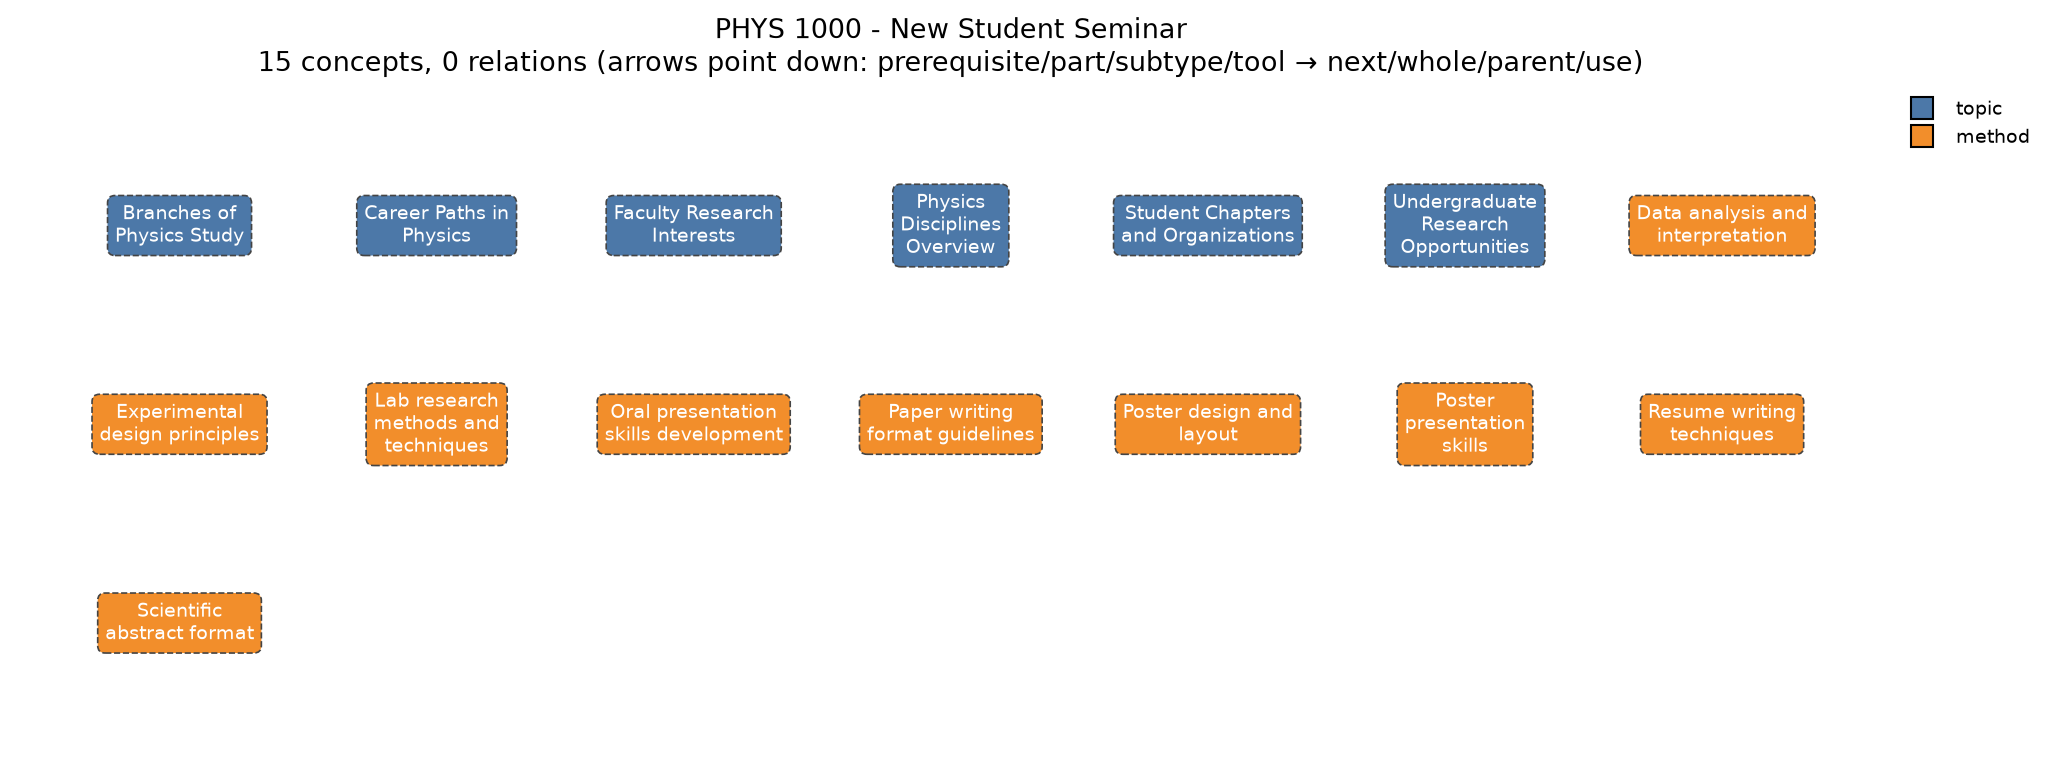 PHYS 1000 - New Student Seminar
15 concepts, 0 relations (arrows point down: prerequisite/part/subtype/tool → next/whole/parent/use)
topic
method
Branches of
Physics Study
Career Paths in
Physics
Faculty Research
Interests
Physics
Disciplines
Overview
Student Chapters
and Organizations
Undergraduate
Research
Opportunities
Data analysis and
interpretation
Experimental
design principles
Lab research
methods and
techniques
Oral presentation
skills development
Paper writing
format guidelines
Poster design and
layout
Poster
presentation
skills
Resume writing
techniques
Scientific
abstract format